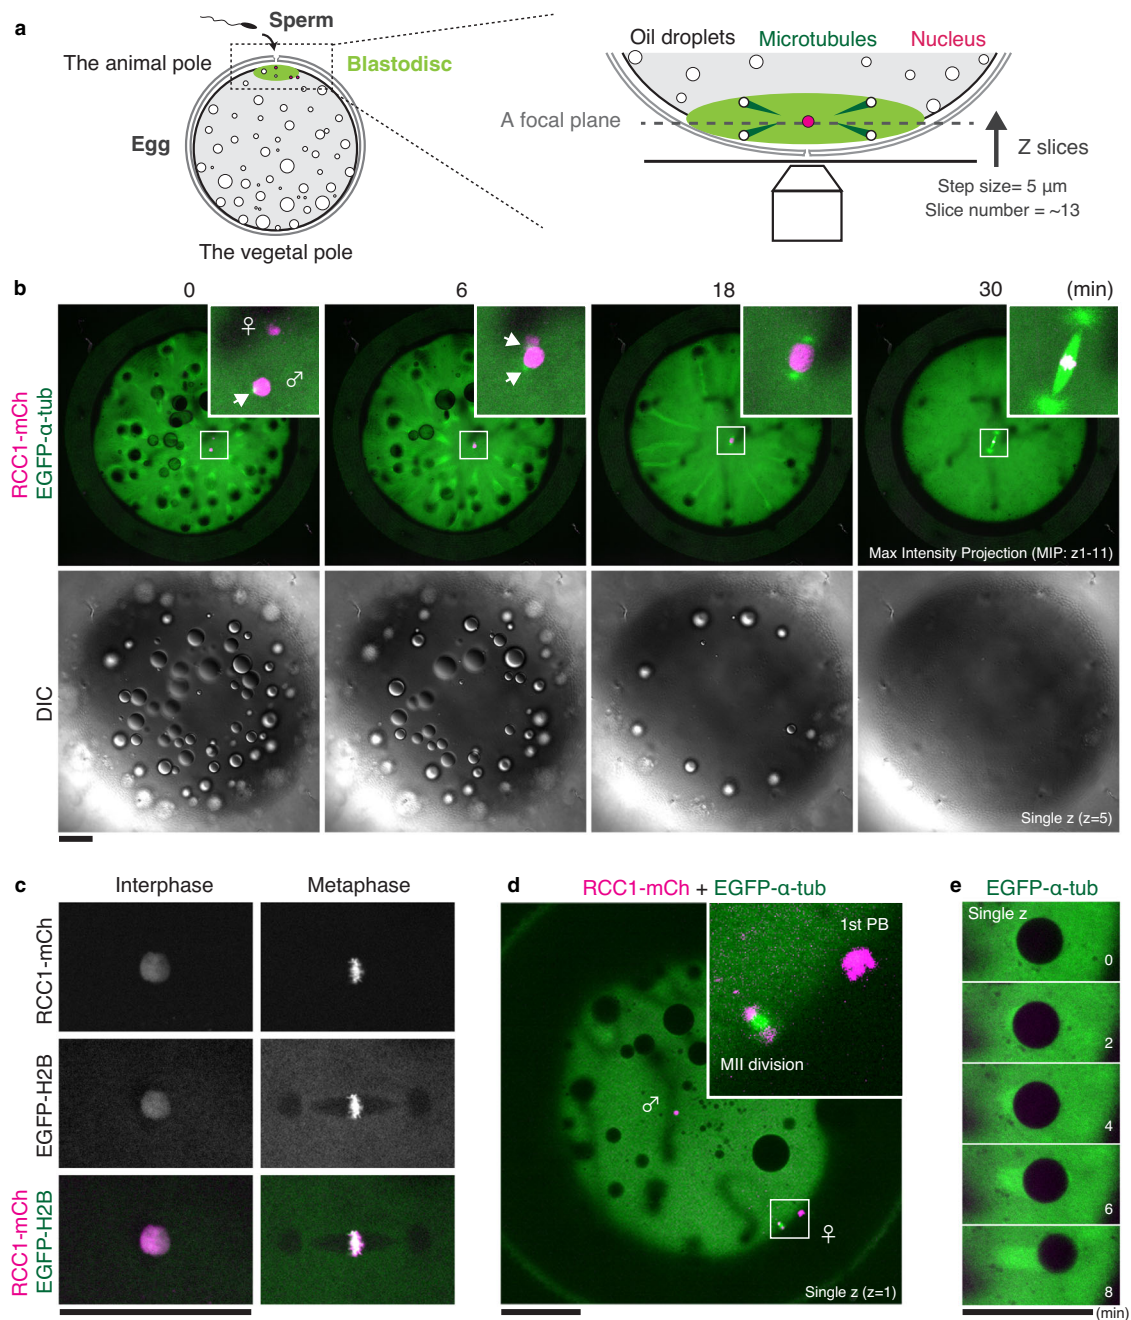 a
Sperm
The animal pole
Blastodisc
Egg
The vegetal pole
Oil droplets
Microtubules
Nucleus
A focal plane
Z slices
Step size= 5 μm
Slice number = ~13
b
0
6
18
30
(min)
RCC1-mCh
EGFP-α-tub
♀
♂
Max Intensity Projection (MIP: z1-11)
DIC
Single z (z=5)
c
Interphase
Metaphase
RCC1-mCh
EGFP-H2B
RCC1-mCh
EGFP-H2B
d
RCC1-mCh + EGFP-α-tub
1st PB
MII division
♂
♀
Single z (z=1)
e
EGFP-α-tub
Single z
0
2
4
6
8
(min)